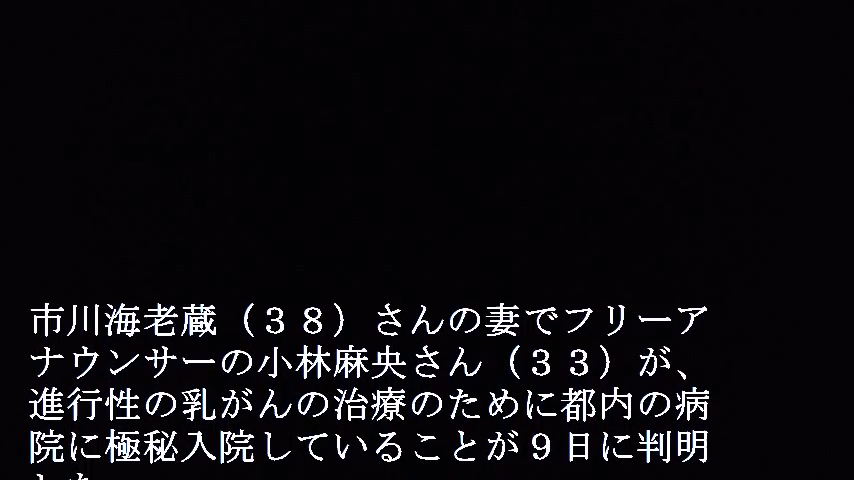 市川海老蔵（３８）さんの妻でフリーア
ナウンサーの小林麻央さん（３３）が、
進行性の乳がんの治療のために都内の病
院に極秘入院していることが９日に判明
した